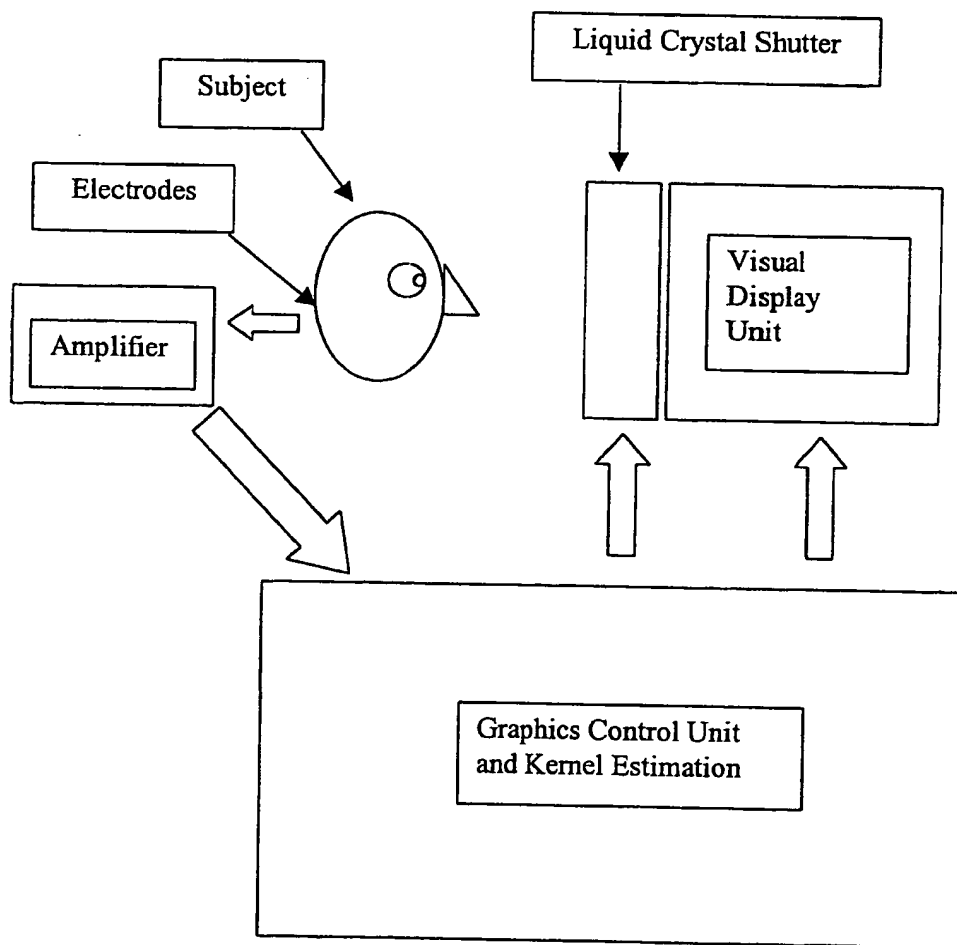 Liquid Crystal Shutter
Subject
Electrodes
Amplifier
Visual
Display
Unit
Graphics Control Unit
and Kernel Estimation